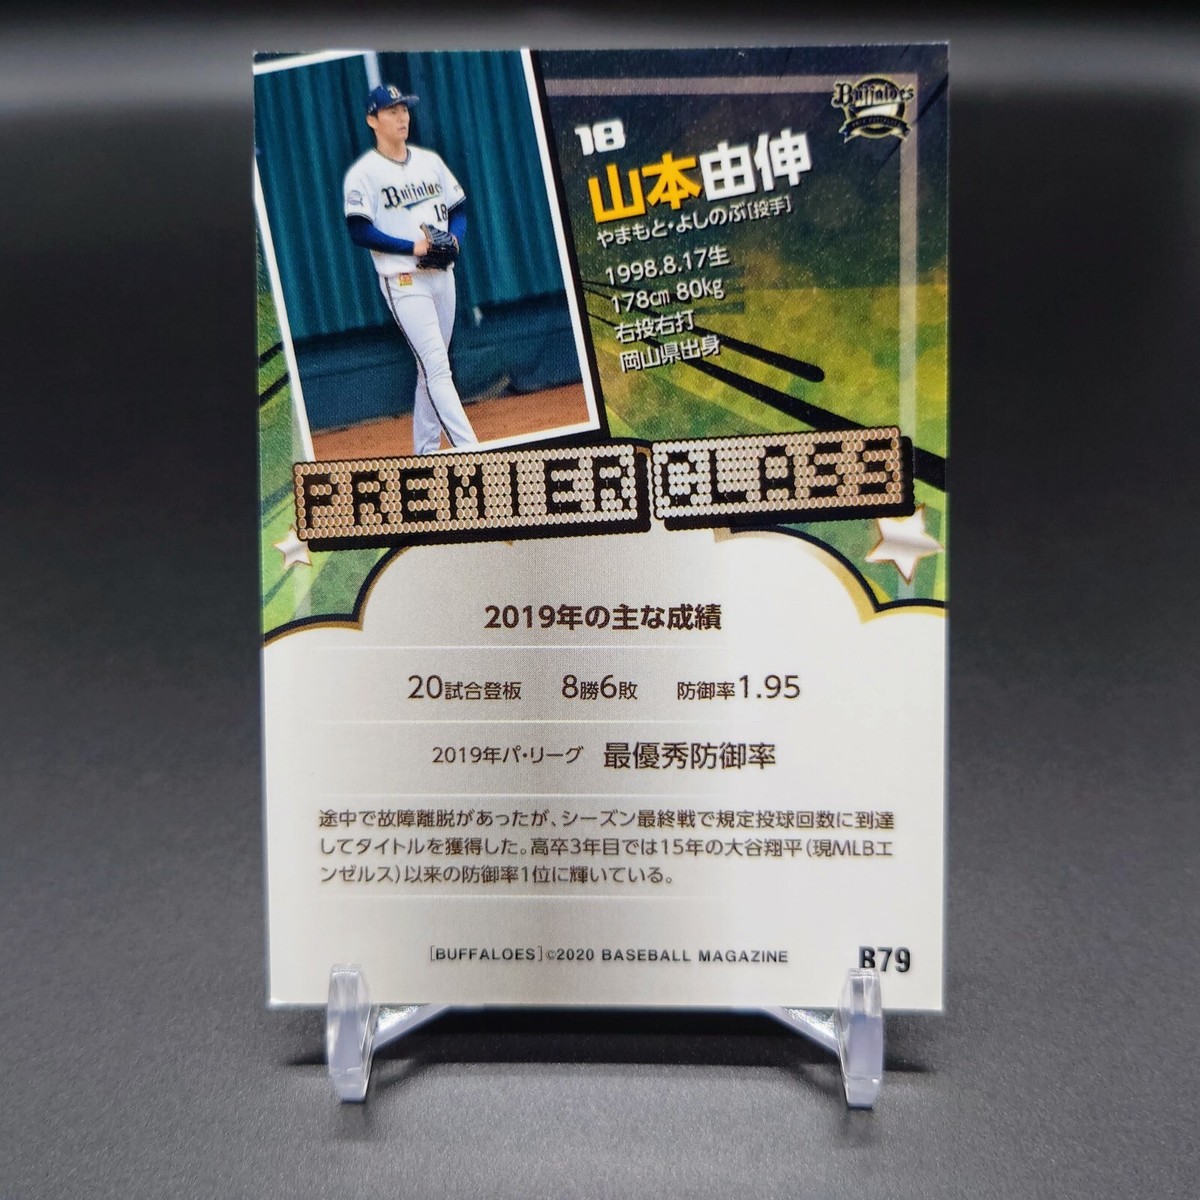 Buffaloes
18
山本由伸
やまもと・よしのぶ[投手]
1998.8.17生
178㎝ 80kg
右投右打
岡山県出身
B
Buffaloes
18
PREMIER CLASS
2019年の主な成績
20試合登板 8勝6敗 防御率1.95
2019年パ・リーグ 最優秀防御率
途中で故障離脱があったが、シーズン最終戦で規定投球回数に到達
してタイトルを獲得した。高卒3年目では15年の大谷翔平(現MLBエ
ンゼルス)以来の防御率1位に輝いている。
[BUFFALOES]©2020 BASEBALL MAGAZINE
B79